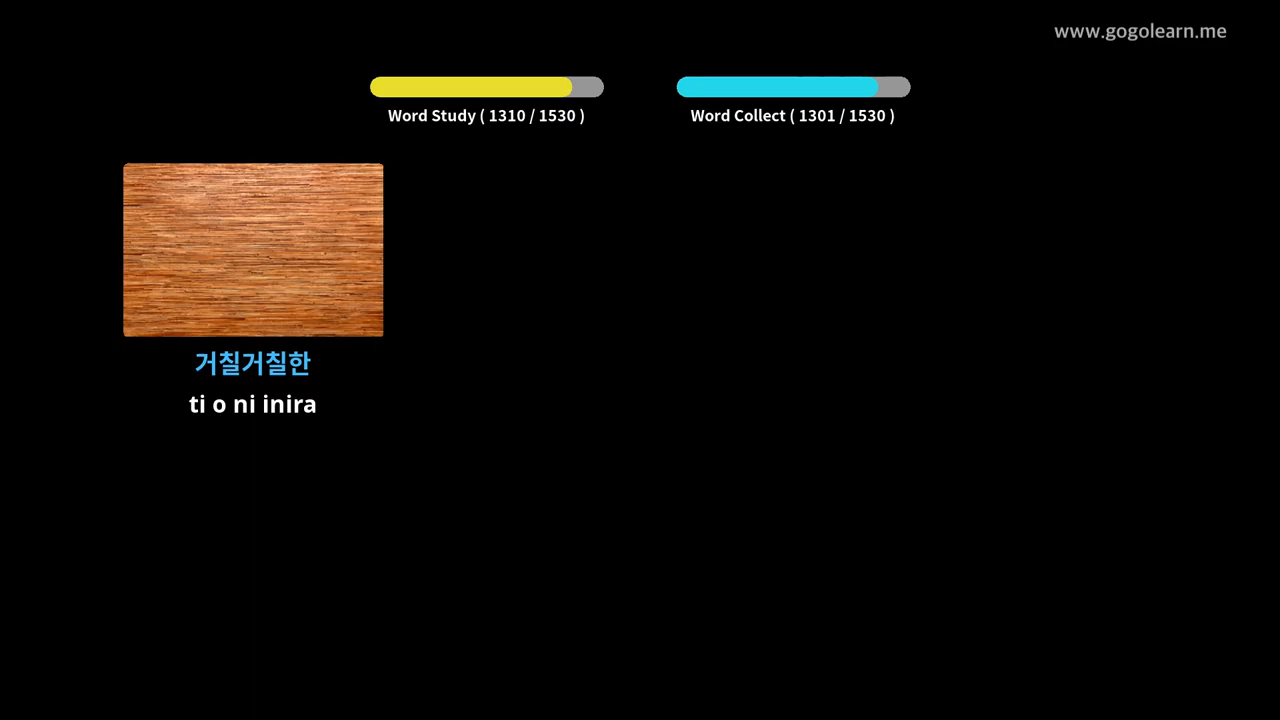 www.gogolearn.me
Word Study ( 1310 / 1530 )
Word Collect ( 1301 / 1530 )
거칠거칠한
ti o ni inira